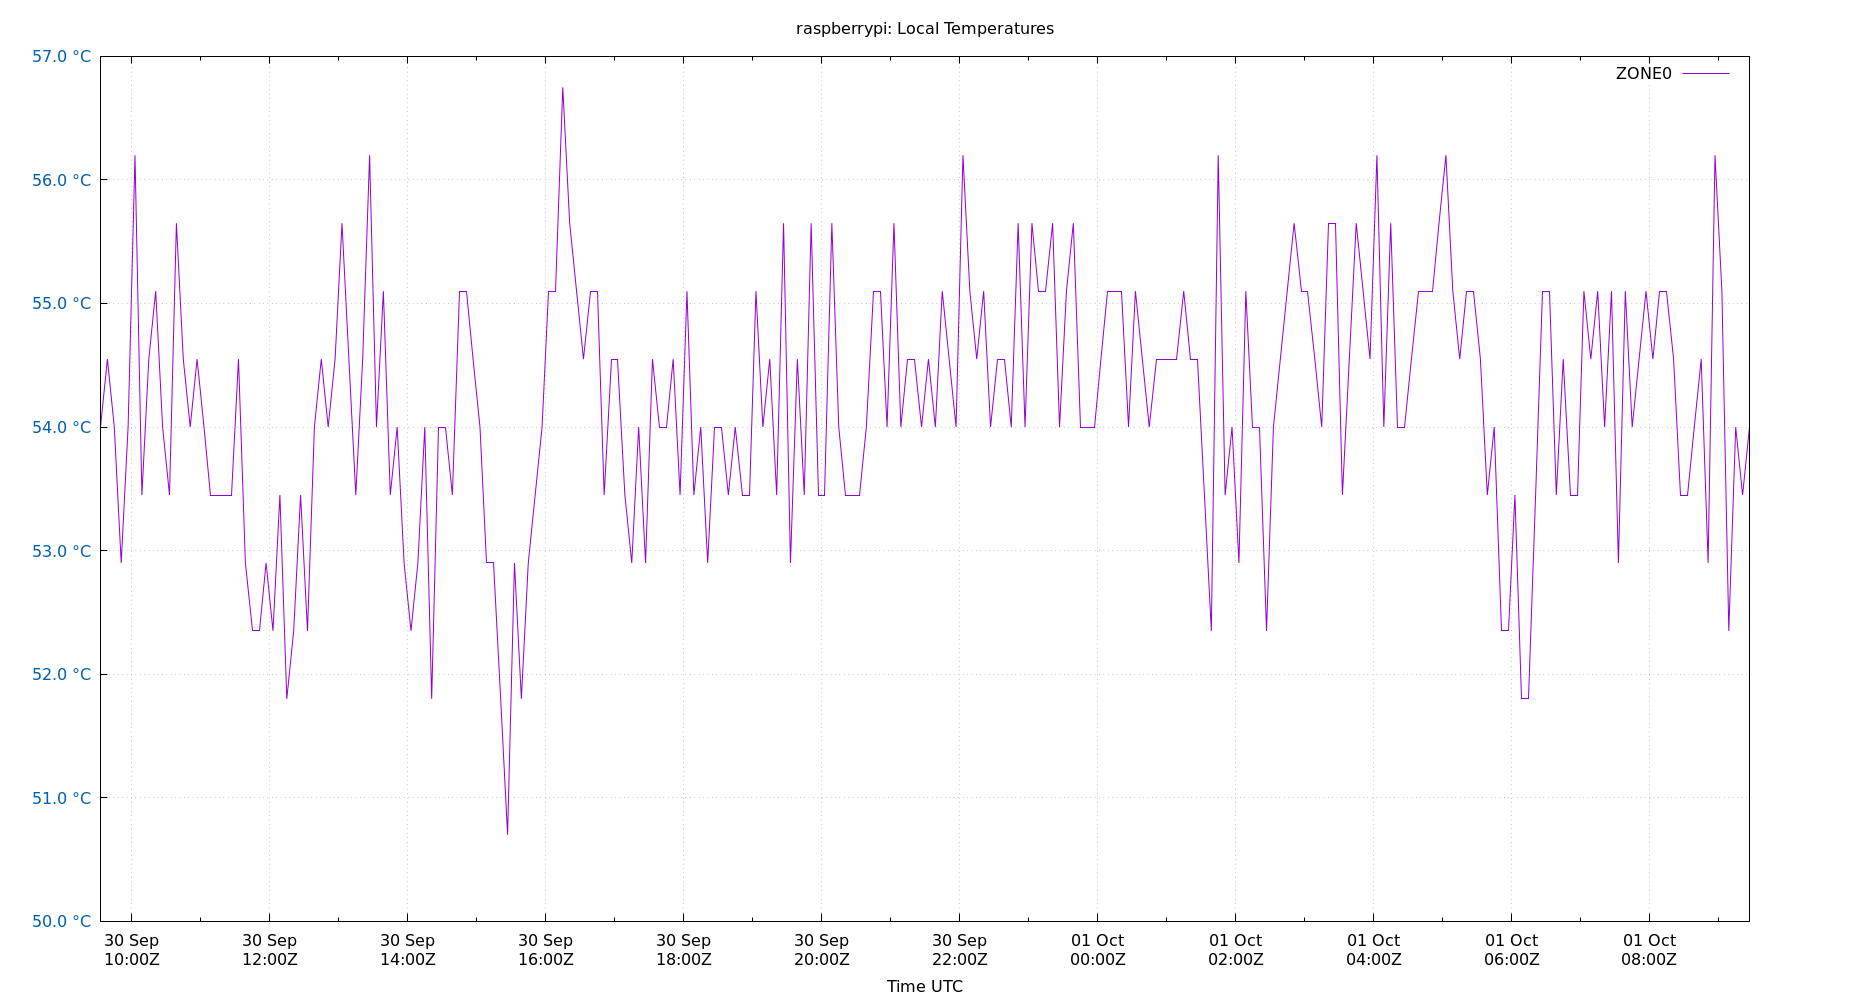 raspberrypi: Local Temperatures
57.0 °C
ZONE0
56.0 °C
55.0 °C
54.0 °C
53.0 °C
52.0 °C
51.0 °C
50.0 °C
30 Sep 30 Sep 30 Sep 30 Sep 30 Sep 30 Sep 30 Sep 01 Oct 01 Oct 01 Oct 01 Oct 01 Oct
10:00Z 12:00Z 14:00Z 16:00Z 18:00Z 20:00Z 22:00Z 00:00Z 02:00Z 04:00Z 06:00Z 08:00Z
Time UTC